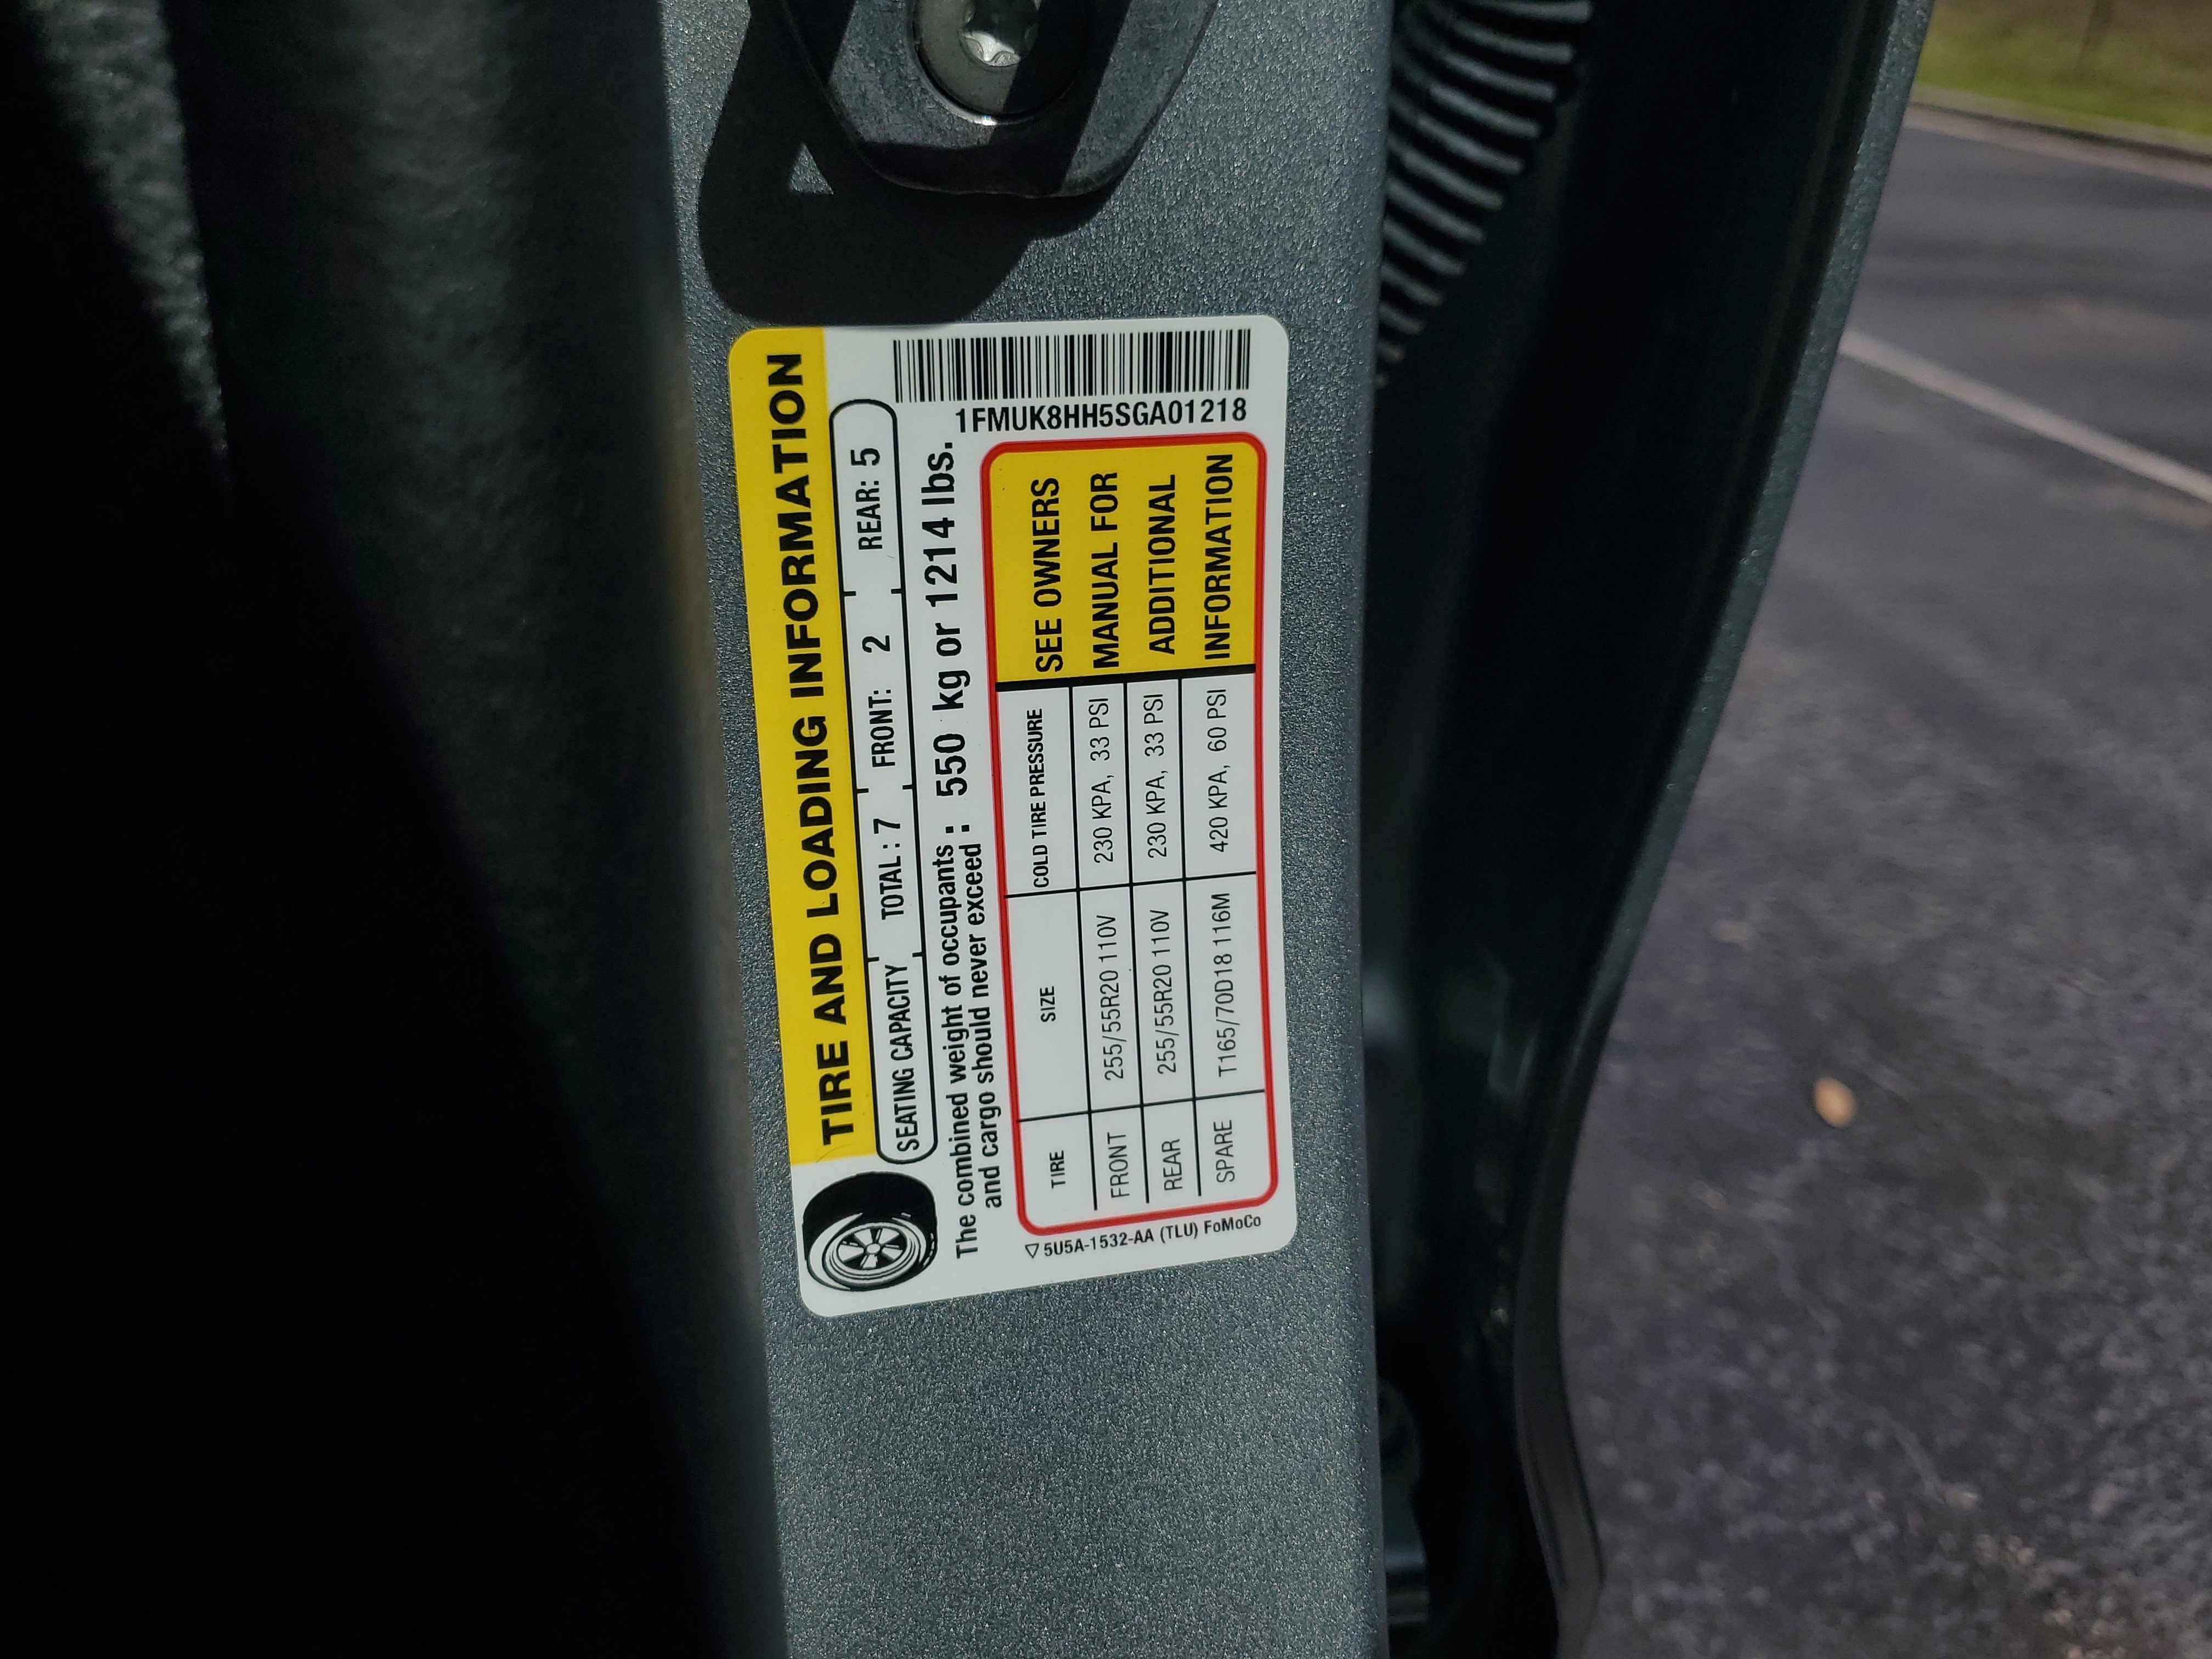 TIRE AND LOADING INFORMATION
SEATING CAPACITY TOTAL : 7 FRONT: 2 REAR: 5
The combined weight of occupants : 550 kg or 1214 lbs.
and cargo should never exceed :
1FMUK8HH5SGA01218
TIRE SIZE COLD TIRE PRESSURE
FRONT 255/55R20 110V 230 KPA, 33 PSI
REAR 255/55R20 110V 230 KPA, 33 PSI
SPARE T165/70D18 116M 420 KPA, 60 PSI
SEE OWNERS
MANUAL FOR
ADDITIONAL
INFORMATION
5U5A-1532-AA (TLU) FoMoCo